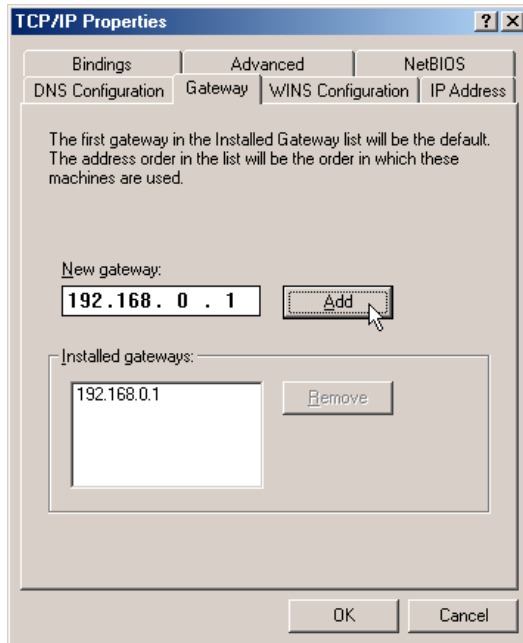 TCP/IP Properties
Bindings Advanced NetBIOS
DNS Configuration Gateway WINS Configuration IP Address
The first gateway in the Installed Gateway list will be the default.
The address order in the list will be the order in which these
machines are used.
New gateway:
192.168. 0 . 1 Add
Installed gateways:
192.168.0.1 Remove
OK Cancel